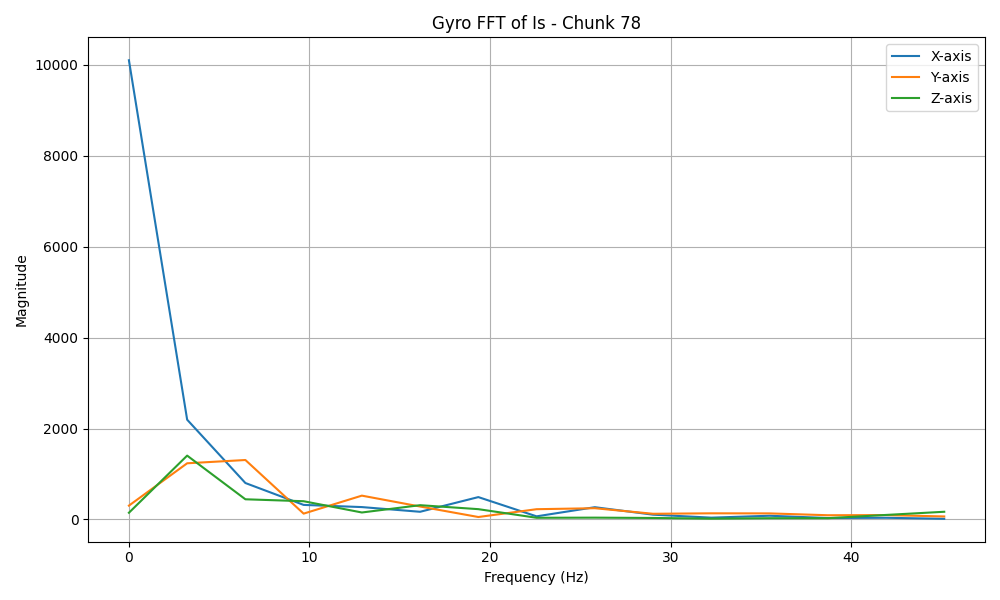 Gyro FFT of Is - Chunk 78
X-axis
Y-axis
Z-axis
10000
8000
6000
4000
2000
0
Magnitude
0 10 20 30 40
Frequency (Hz)